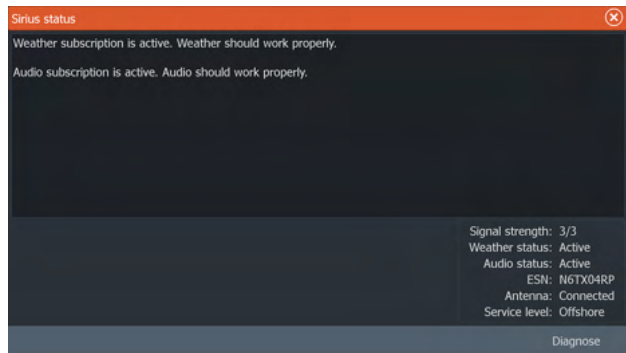 Sirius status
Weather subscription is active. Weather should work properly.
Audio subscription is active. Audio should work properly.
Signal strength: 3/3
Weather status: Active
Audio status: Active
ESN: N6TX04RP
Antenna: Connected
Service level: Offshore
Diagnose